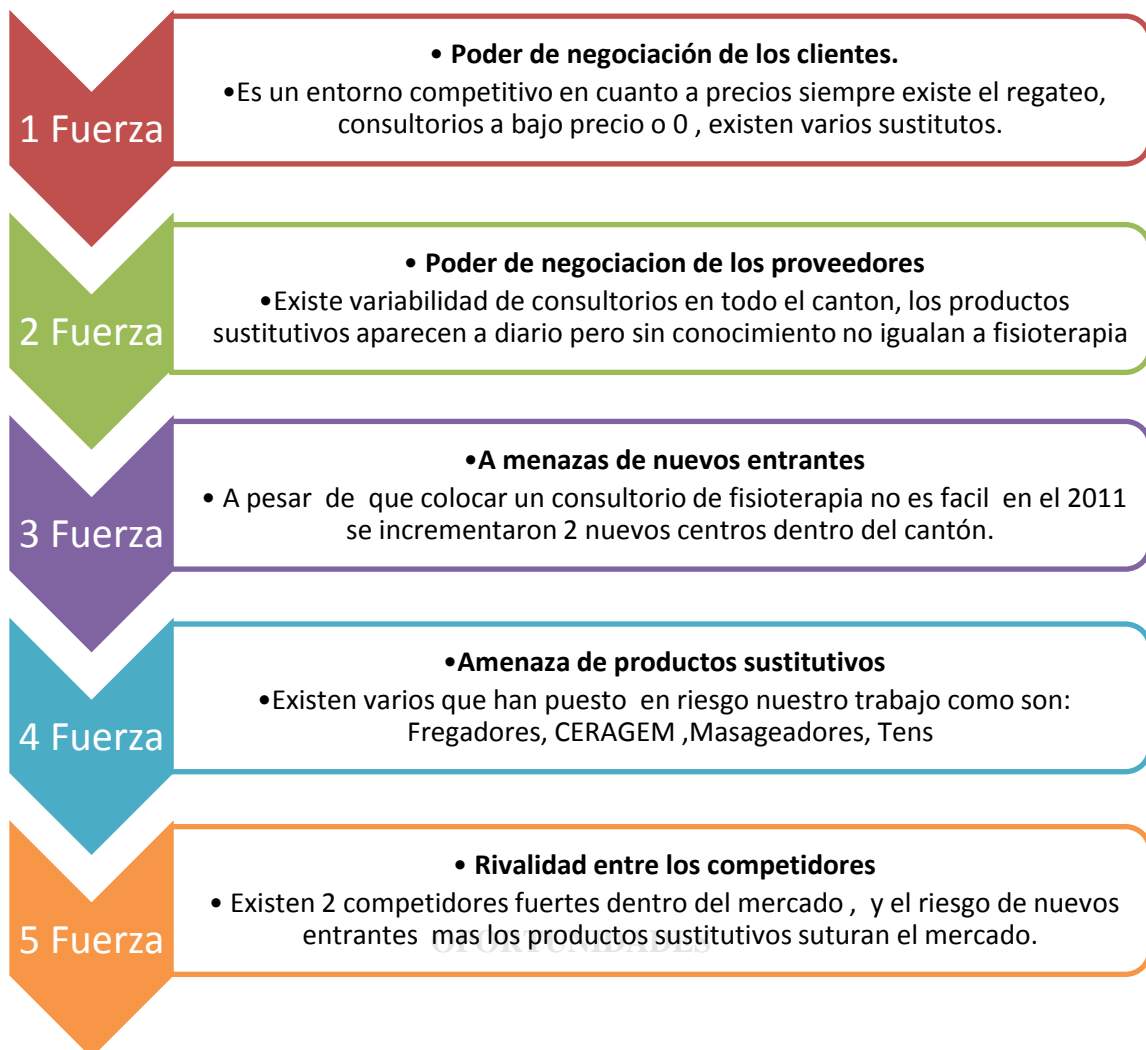 1 Fuerza
• Poder de negociación de los clientes.
•Es un entorno competitivo en cuanto a precios siempre existe el regateo,
consultorios a bajo precio o 0 , existen varios sustitutos.
2 Fuerza
• Poder de negociacion de los proveedores
•Existe variabilidad de consultorios en todo el canton, los productos
sustitutivos aparecen a diario pero sin conocimiento no igualan a fisioterapia
3 Fuerza
•A menazas de nuevos entrantes
• A pesar de que colocar un consultorio de fisioterapia no es facil en el 2011
se incrementaron 2 nuevos centros dentro del cantón.
4 Fuerza
•Amenaza de productos sustitutivos
•Existen varios que han puesto en riesgo nuestro trabajo como son:
Fregadores, CERAGEM ,Masageadores, Tens
5 Fuerza
• Rivalidad entre los competidores
• Existen 2 competidores fuertes dentro del mercado , y el riesgo de nuevos
entrantes mas los productos sustitutivos suturan el mercado.
OPORTUNIDADES